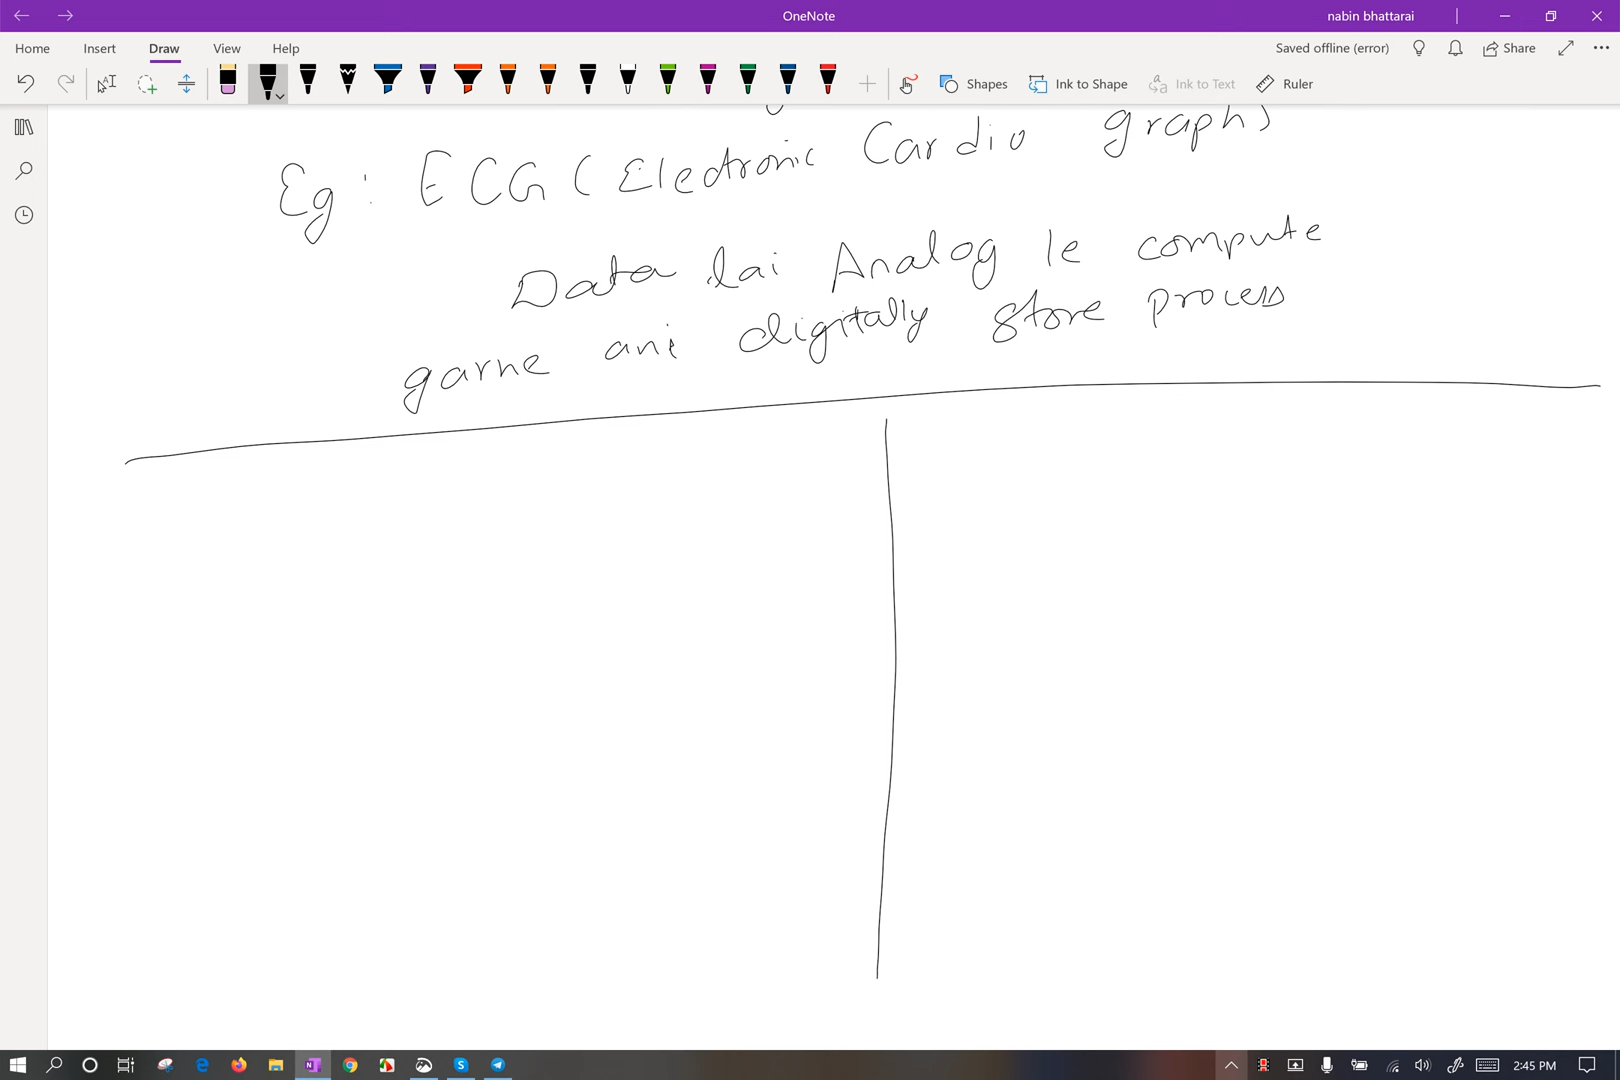 OneNote
nabin bhattarai
Home Insert Draw View Help
Saved offline (error) Share
Shapes Ink to Shape Ink to Text Ruler
Eg: ECG (Electronic Cardio graph)
Data lai Analog le compute
garne ani digitally store process
2:45 PM